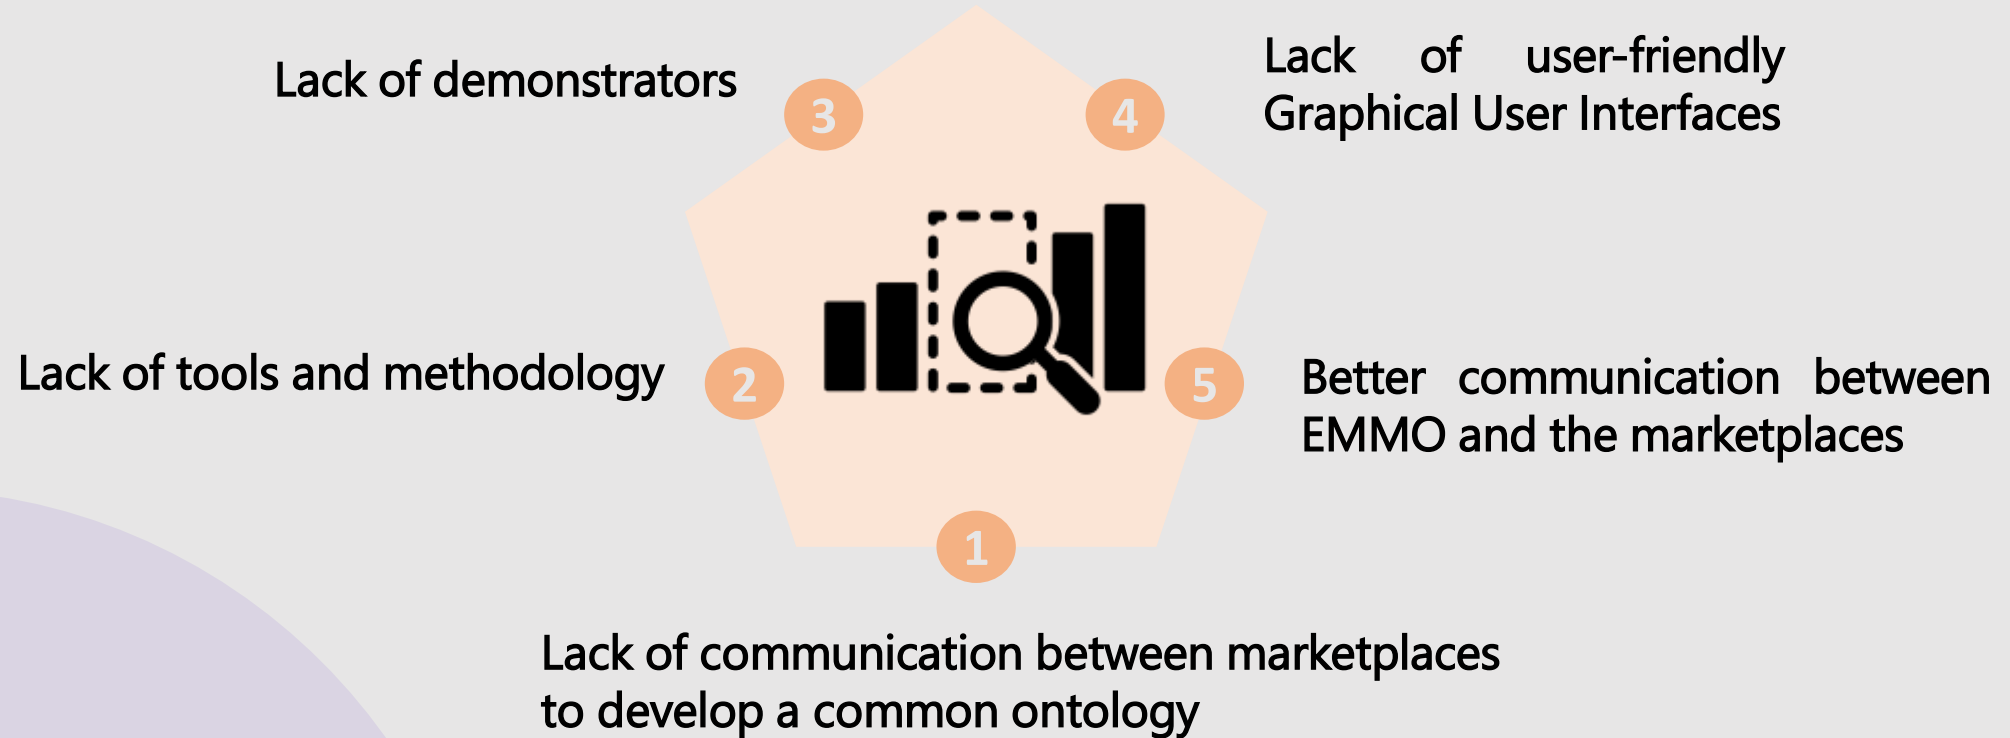 Lack of demonstrators
3
4
Lack of user-friendly
Graphical User Interfaces
Lack of tools and methodology
2
5
Better communication between
EMMO and the marketplaces
1
Lack of communication between marketplaces
to develop a common ontology